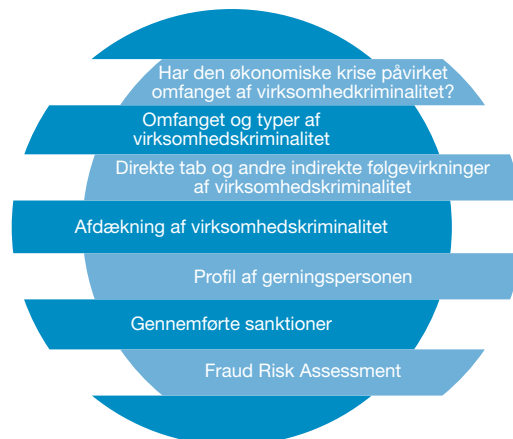 Har den økonomiske krise påvirket
omfanget af virksomhedkriminalitet?
Omfanget og typer af
virksomhedskriminalitet
Direkte tab og andre indirekte følgevirkninger
af virksomhedskriminalitet
Afdækning af virksomhedskriminalitet
Profil af gerningspersonen
Gennemførte sanktioner
Fraud Risk Assessment